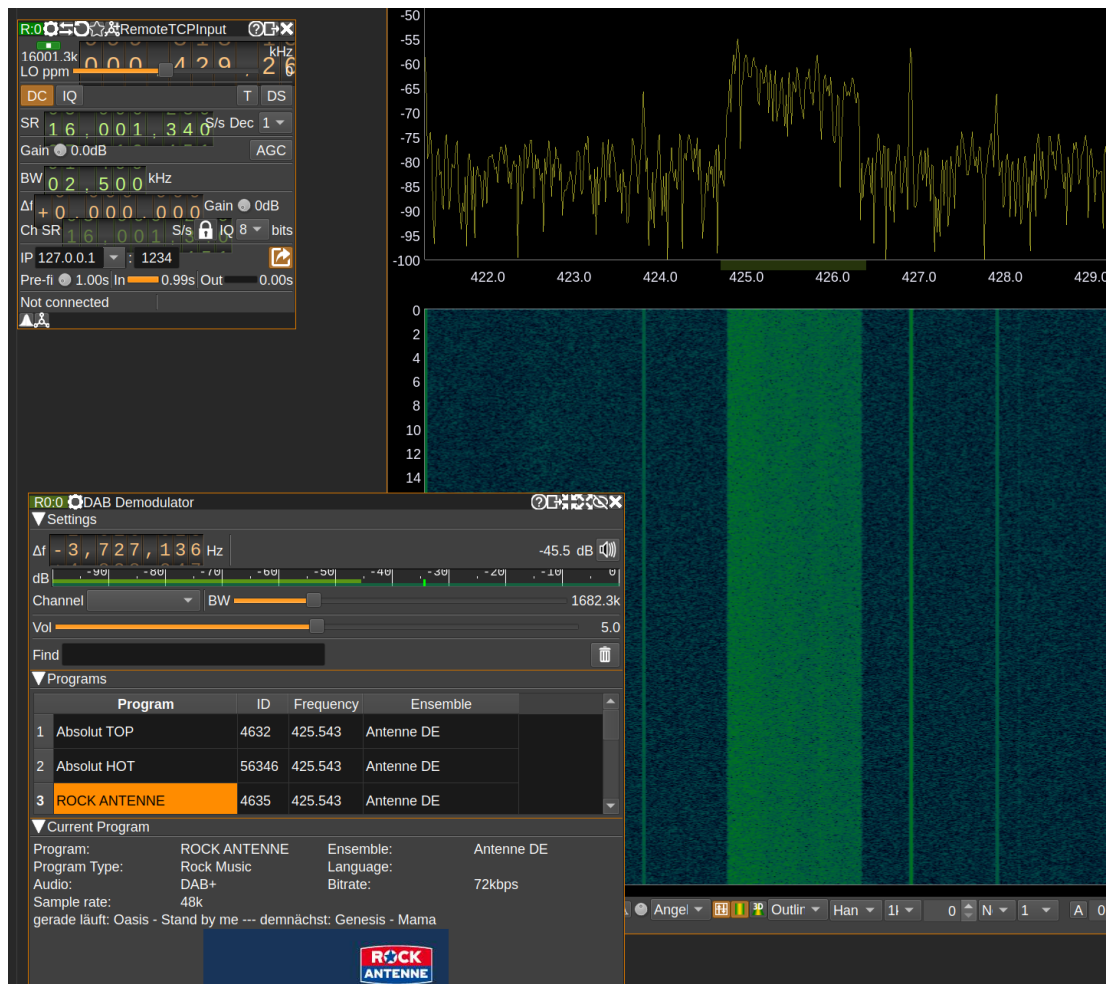 R:0 RemoteTCPInput
16001.3k 000,429.26 kHz
LO ppm 0
DC IQ T DS
SR 16,001,340 S/s Dec 1
Gain 0.0dB AGC
BW 02,500 kHz
Δf +0,000,000 Gain 0dB
Ch SR 16,001, S/s IQ 8 bits
IP 127.0.0.1 : 1234
Pre-fi 1.00s In 0.99s Out 0.00s
Not connected
-50
-55
-60
-65
-70
-75
-80
-85
-90
-95
-100
422.0 423.0 424.0 425.0 426.0 427.0 428.0 429.0
0
2
4
6
8
10
12
14
R0:0 DAB Demodulator
Settings
Δf -3,727,136 Hz -45.5 dB
dB -90 -80 -70 -60 -50 -40 -30 -20 -10 0
Channel BW 1682.3k
Vol 5.0
Find
Programs
Program ID Frequency Ensemble
1 Absolut TOP 4632 425.543 Antenne DE
2 Absolut HOT 56346 425.543 Antenne DE
3 ROCK ANTENNE 4635 425.543 Antenne DE
Current Program
Program: ROCK ANTENNE Ensemble: Antenne DE
Program Type: Rock Music Language:
Audio: DAB+ Bitrate: 72kbps
Sample rate: 48k
gerade läuft: Oasis - Stand by me --- demnächst: Genesis - Mama
ROCK
ANTENNE
Angel 3D Outlin Han 0 N 1 A 0